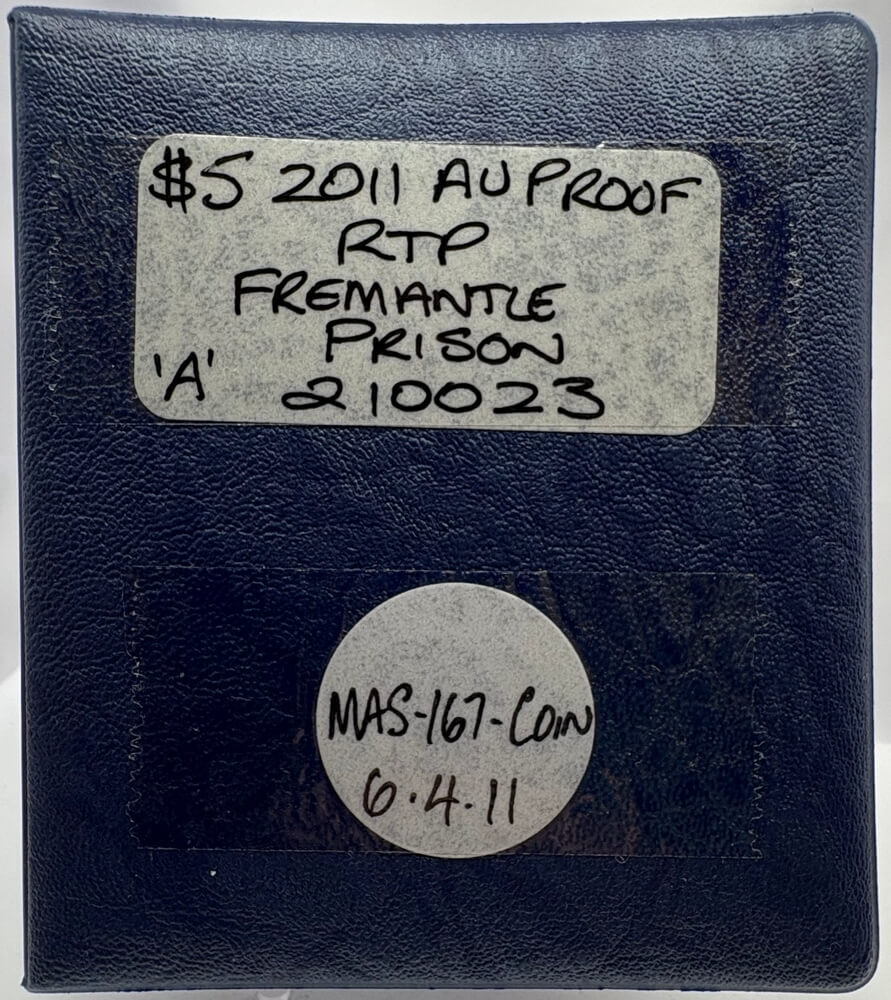 $5 2011 AU PROOF
RTP
FREMANTLE
PRISON
'A' 210023
MAS-167-COIN
6.4.11